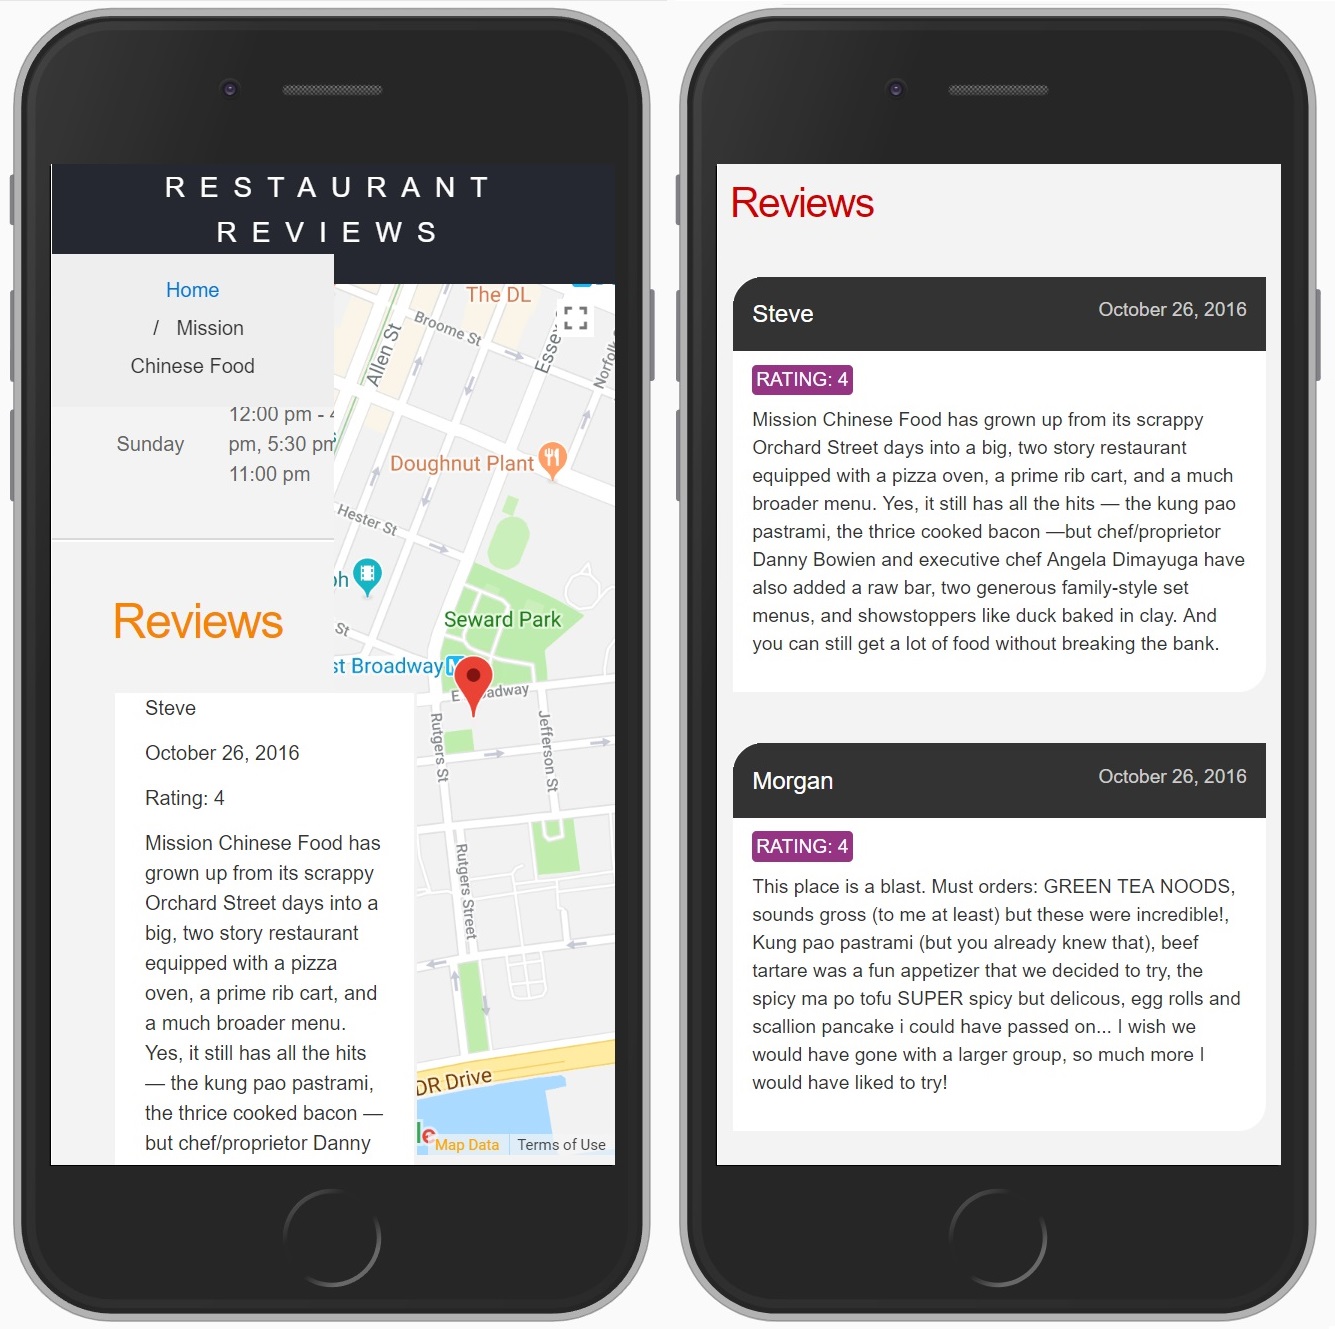 RESTAURANT
REVIEWS
Home
/ Mission
Chinese Food
12:00 pm - 4
Sunday
pm, 5:30 pm
11:00 pm
Reviews
Steve
October 26, 2016
Rating: 4
Mission Chinese Food has
grown up from its scrappy
Orchard Street days into a
big, two story restaurant
equipped with a pizza
oven, a prime rib cart, and
a much broader menu.
Yes, it still has all the hits
— the kung pao pastrami,
the thrice cooked bacon —
but chef/proprietor Danny
The DL
Broome St
Allen St
Essex
Norfolk
Doughnut Plant
Hester St
ph
St
Seward Park
st Broadway
E Broadway
Rutgers St
Jefferson St
Rutgers Street
DR Drive
le
Map Data
Terms of Use
Reviews
Steve
October 26, 2016
RATING: 4
Mission Chinese Food has grown up from its scrappy
Orchard Street days into a big, two story restaurant
equipped with a pizza oven, a prime rib cart, and a much
broader menu. Yes, it still has all the hits — the kung pao
pastrami, the thrice cooked bacon —but chef/proprietor
Danny Bowien and executive chef Angela Dimayuga have
also added a raw bar, two generous family-style set
menus, and showstoppers like duck baked in clay. And
you can still get a lot of food without breaking the bank.
Morgan
October 26, 2016
RATING: 4
This place is a blast. Must orders: GREEN TEA NOODS,
sounds gross (to me at least) but these were incredible!,
Kung pao pastrami (but you already knew that), beef
tartare was a fun appetizer that we decided to try, the
spicy ma po tofu SUPER spicy but delicous, egg rolls and
scallion pancake i could have passed on... I wish we
would have gone with a larger group, so much more I
would have liked to try!